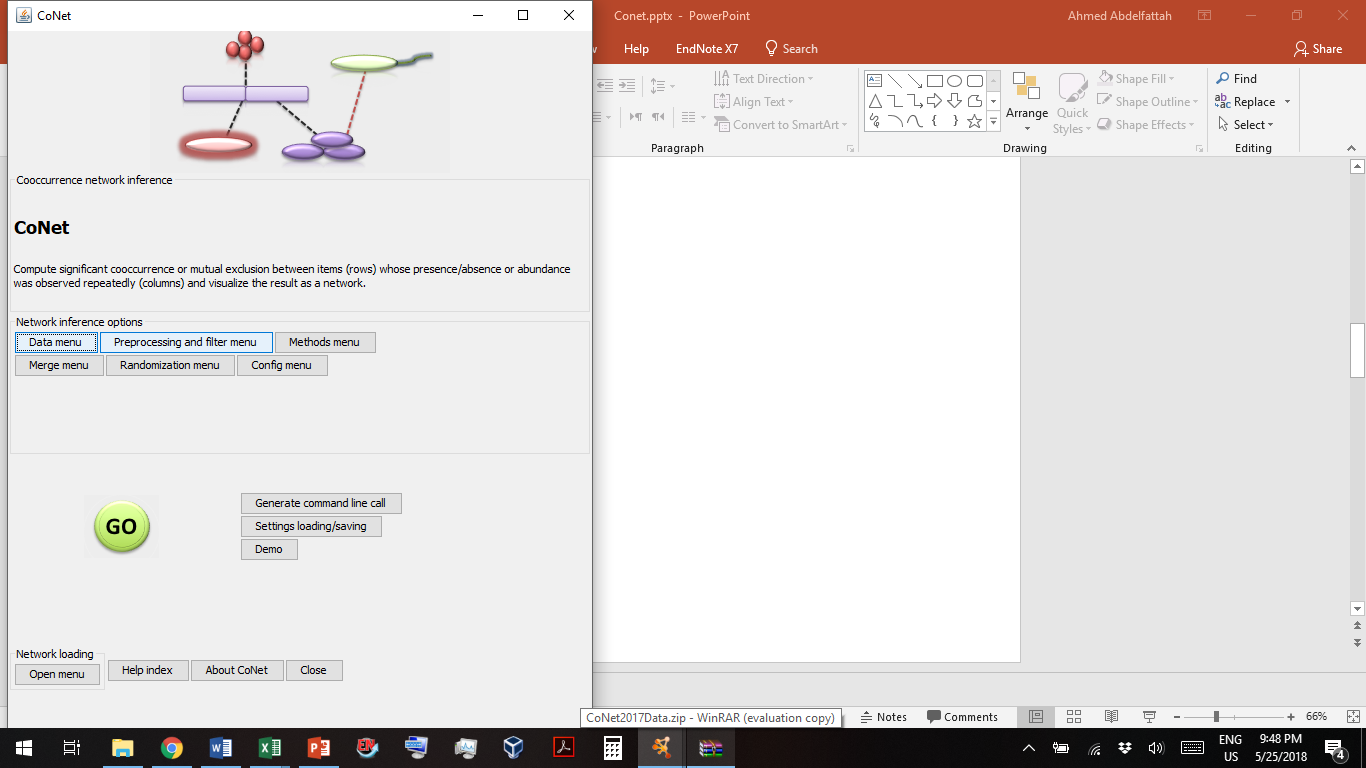 CoNet
Conet.pptx - PowerPoint
Ahmed Abdelfattah
Help
EndNote X7
Search
Share
Text Direction
Align Text
Convert to SmartArt
Paragraph
Arrange
Quick
Styles
Shape Fill
Shape Outline
Shape Effects
Drawing
Find
Replace
Select
Editing
Cooccurrence network inference
CoNet
Compute significant cooccurrence or mutual exclusion between items (rows) whose presence/absence or abundance
was observed repeatedly (columns) and visualize the result as a network.
Network inference options
Data menu
Preprocessing and filter menu
Methods menu
Merge menu
Randomization menu
Config menu
GO
Generate command line call
Settings loading/saving
Demo
Network loading
Open menu
Help index
About CoNet
Close
CoNet2017Data.zip - WinRAR (evaluation copy)
Notes
Comments
66%
ENG
US
9:48 PM
5/25/2018
4